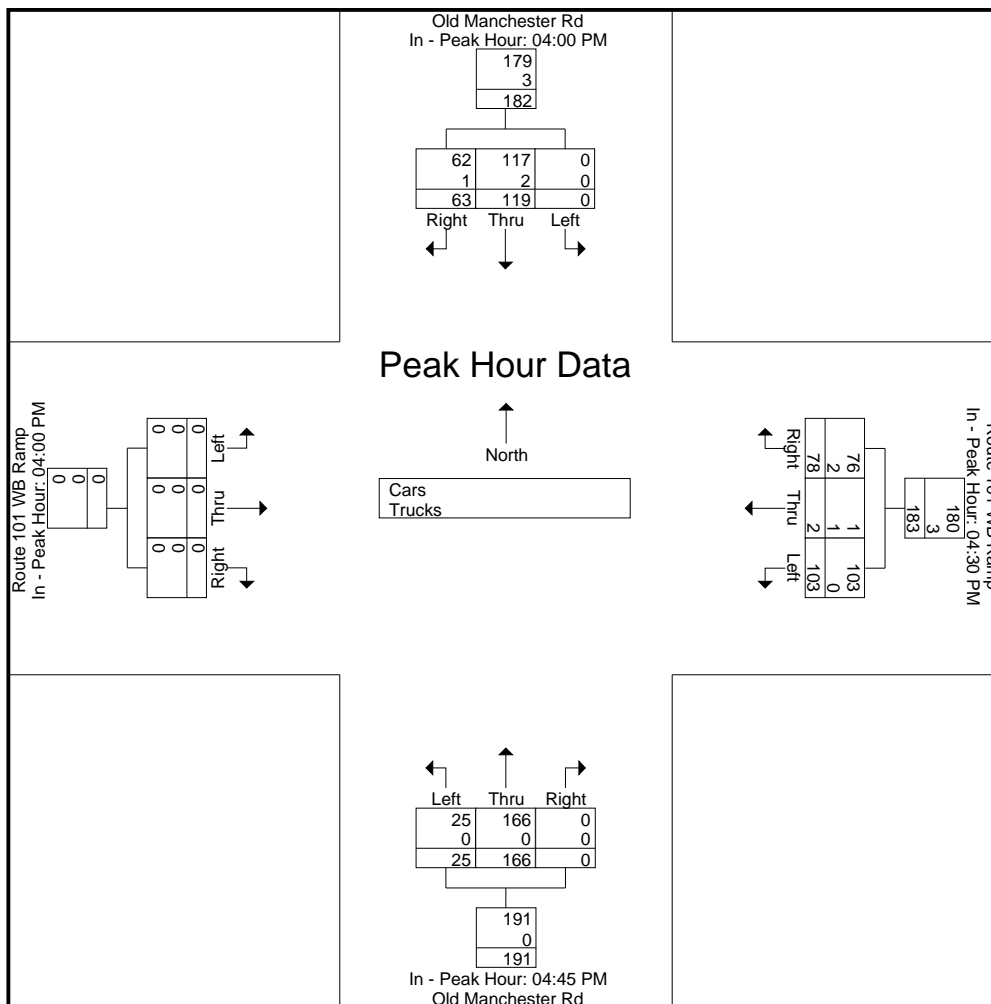 Old Manchester Rd
In - Peak Hour: 04:00 PM
179
3
182
62 117 0
1 2 0
63 119 0
Right Thru Left
Peak Hour Data
North
Cars
Trucks
Route 101 WB Ramp
In - Peak Hour: 04:00 PM
0
0
0
Left
0 0 0
Thru
0 0 0
Right
0 0 0
Route 101 WB Ramp
In - Peak Hour: 04:30 PM
180
3
183
Right
76
2
78
Thru
1
1
2
Left
103
0
103
Left Thru Right
25 166 0
0 0 0
25 166 0
191
0
191
In - Peak Hour: 04:45 PM
Old Manchester Rd